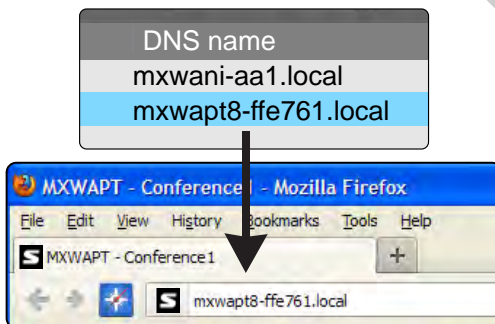 DNS name
mxwani-aa1.local
mxwapt8-ffe761.local
MXWAPT - Conference1 - Mozilla Firefox
File Edit View History Bookmarks Tools Help
S MXWAPT - Conference1 +
S mxwapt8-ffe761.local